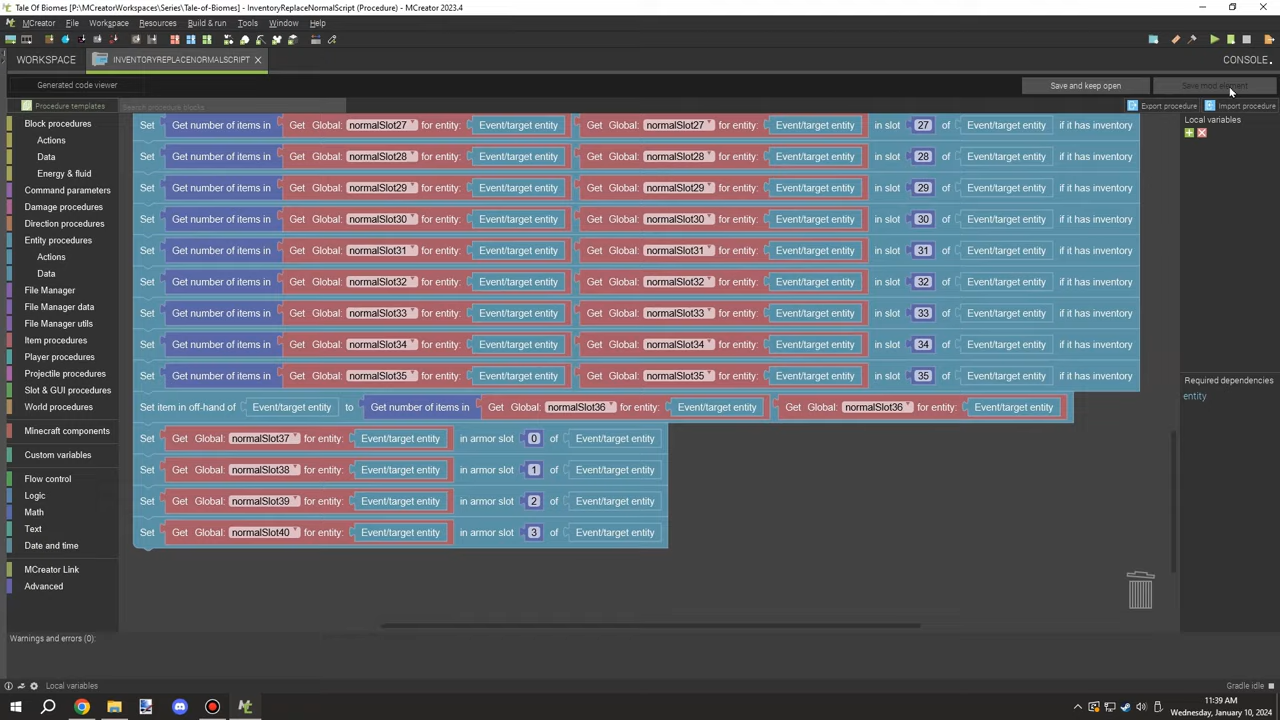 Tale Of Biomes [P:\MCreatorWorkspaces\Series\Tale-of-Biomes] - InventoryReplaceNormalScript (Procedure) - MCreator 2023.4
MCreator File Workspace Resources Build & run Tools Window Help
WORKSPACE INVENTORYREPLACENORMALSCRIPT CONSOLE
Generated code viewer Save and keep open Save mod element
Procedure templates Search procedure blocks Export procedure Import procedure
Block procedures
Actions
Data
Energy & fluid
Command parameters
Damage procedures
Direction procedures
Entity procedures
Actions
Data
File Manager
File Manager data
File Manager utils
Item procedures
Player procedures
Projectile procedures
Slot & GUI procedures
World procedures
Minecraft components
Custom variables
Flow control
Logic
Math
Text
Date and time
MCreator Link
Advanced
Set Get number of items in Get Global: normalSlot27 for entity: Event/target entity Get Global: normalSlot27 for entity: Event/target entity in slot 27 of Event/target entity if it has inventory
Set Get number of items in Get Global: normalSlot28 for entity: Event/target entity Get Global: normalSlot28 for entity: Event/target entity in slot 28 of Event/target entity if it has inventory
Set Get number of items in Get Global: normalSlot29 for entity: Event/target entity Get Global: normalSlot29 for entity: Event/target entity in slot 29 of Event/target entity if it has inventory
Set Get number of items in Get Global: normalSlot30 for entity: Event/target entity Get Global: normalSlot30 for entity: Event/target entity in slot 30 of Event/target entity if it has inventory
Set Get number of items in Get Global: normalSlot31 for entity: Event/target entity Get Global: normalSlot31 for entity: Event/target entity in slot 31 of Event/target entity if it has inventory
Set Get number of items in Get Global: normalSlot32 for entity: Event/target entity Get Global: normalSlot32 for entity: Event/target entity in slot 32 of Event/target entity if it has inventory
Set Get number of items in Get Global: normalSlot33 for entity: Event/target entity Get Global: normalSlot33 for entity: Event/target entity in slot 33 of Event/target entity if it has inventory
Set Get number of items in Get Global: normalSlot34 for entity: Event/target entity Get Global: normalSlot34 for entity: Event/target entity in slot 34 of Event/target entity if it has inventory
Set Get number of items in Get Global: normalSlot35 for entity: Event/target entity Get Global: normalSlot35 for entity: Event/target entity in slot 35 of Event/target entity if it has inventory
Set item in off-hand of Event/target entity to Get number of items in Get Global: normalSlot36 for entity: Event/target entity Get Global: normalSlot36 for entity: Event/target entity
Set Get Global: normalSlot37 for entity: Event/target entity in armor slot 0 of Event/target entity
Set Get Global: normalSlot38 for entity: Event/target entity in armor slot 1 of Event/target entity
Set Get Global: normalSlot39 for entity: Event/target entity in armor slot 2 of Event/target entity
Set Get Global: normalSlot40 for entity: Event/target entity in armor slot 3 of Event/target entity
Local variables
Required dependencies
entity
Warnings and errors (0):
Local variables Gradle idle
11:39 AM
Wednesday, January 10, 2024